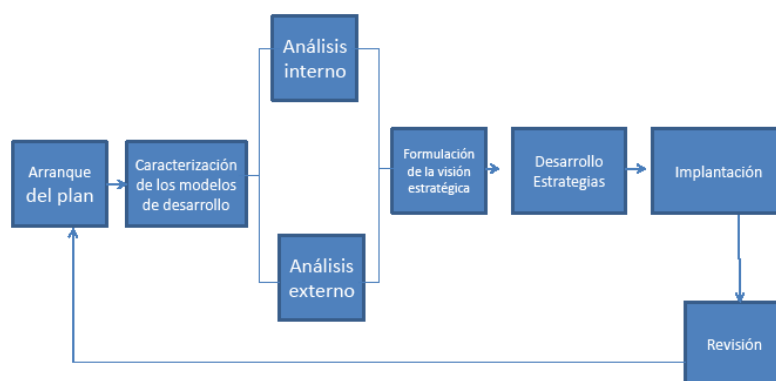 Arranque
del plan
Caracterización
de los modelos
de desarrollo
Análisis
interno
Análisis
externo
Formulación
de la visión
estratégica
Desarrollo
Estrategias
Implantación
Revisión